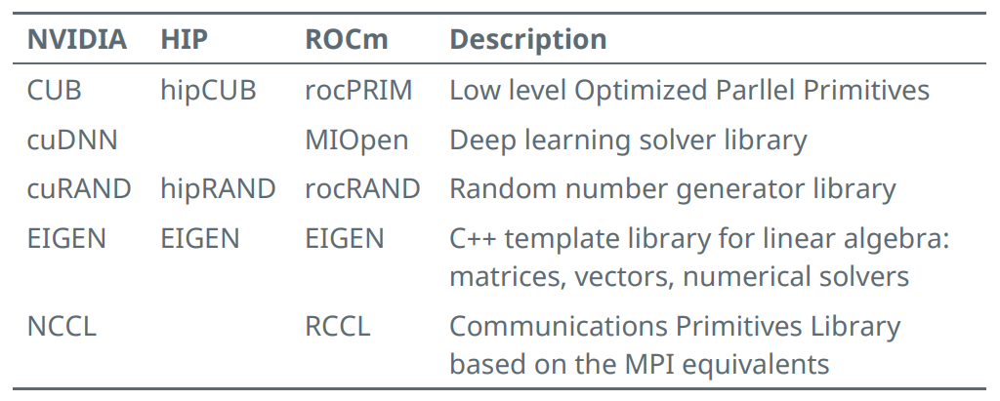 NVIDIA HIP ROCm Description
CUB hipCUB rocPRIM Low level Optimized Parllel Primitives
cuDNN MIOpen Deep learning solver library
cuRAND hipRAND rocRAND Random number generator library
EIGEN EIGEN EIGEN C++ template library for linear algebra:
matrices, vectors, numerical solvers
NCCL RCCL Communications Primitives Library
based on the MPI equivalents